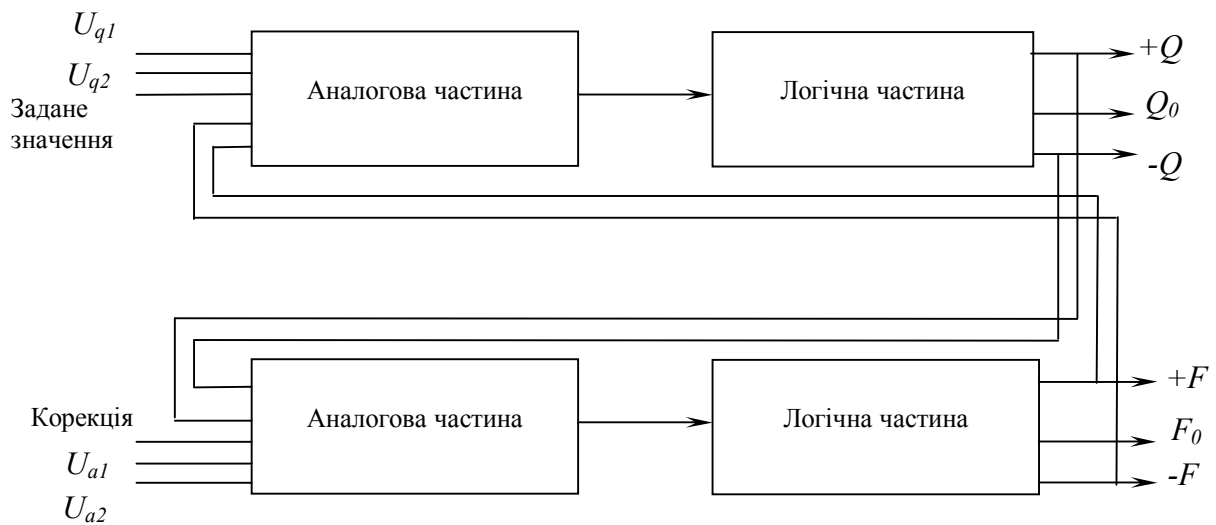 U_q1
U_q2
Задане
значення
Аналогова частина
Логічна частина
+Q
Q_0
-Q
Корекція
U_a1
U_a2
Аналогова частина
Логічна частина
+F
F_0
-F